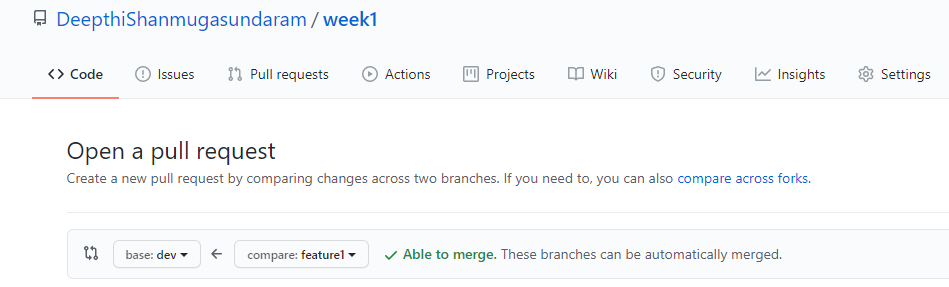 DeepthiShanmugasundaram / week1
Code Issues Pull requests Actions Projects Wiki Security Insights Settings
Open a pull request
Create a new pull request by comparing changes across two branches. If you need to, you can also compare across forks.
base: dev compare: feature1 Able to merge. These branches can be automatically merged.